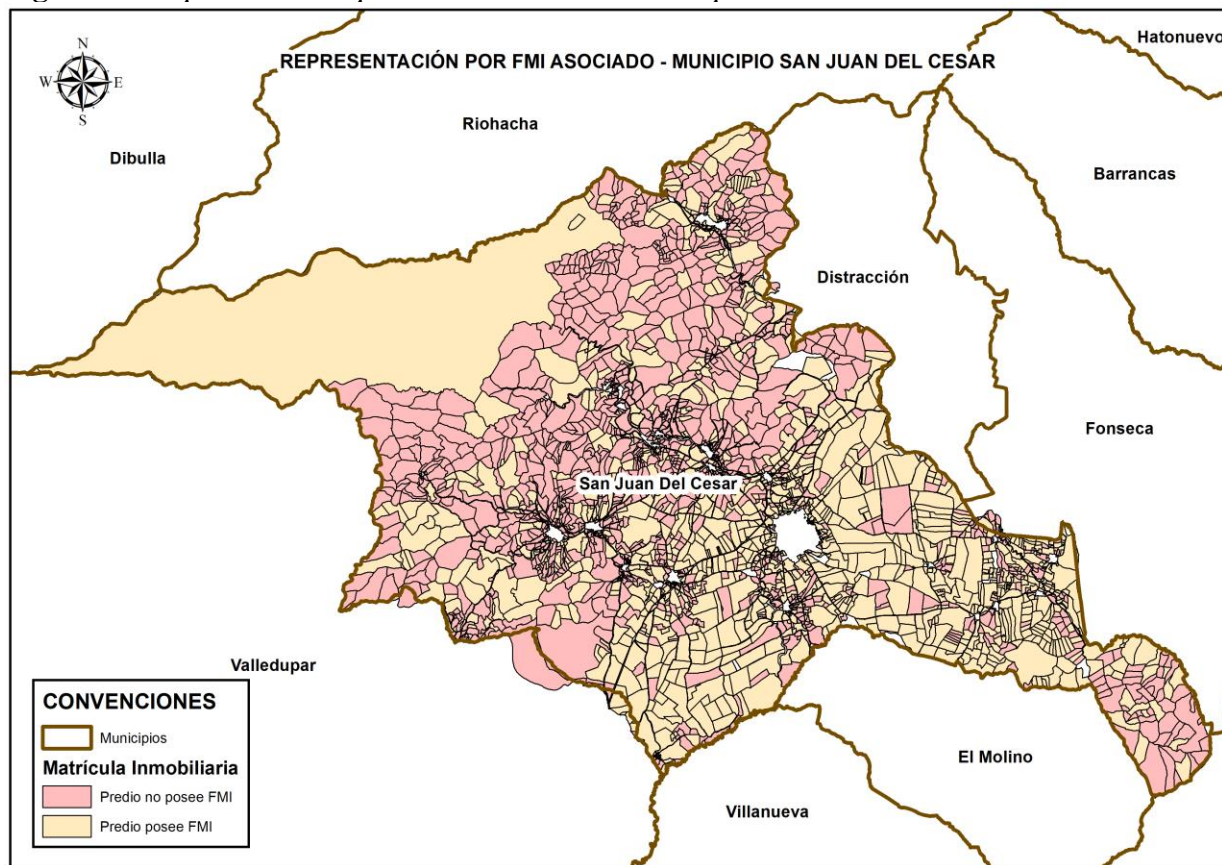 REPRESENTACIÓN POR FMI ASOCIADO - MUNICIPIO SAN JUAN DEL CESAR
Hatonuevo
N
W E
S
Riohacha
Dibulla
Barrancas
Distracción
Fonseca
San Juan Del Cesar
Valledupar
El Molino
Villanueva
CONVENCIONES
Municipios
Matrícula Inmobiliaria
Predio no posee FMI
Predio posee FMI